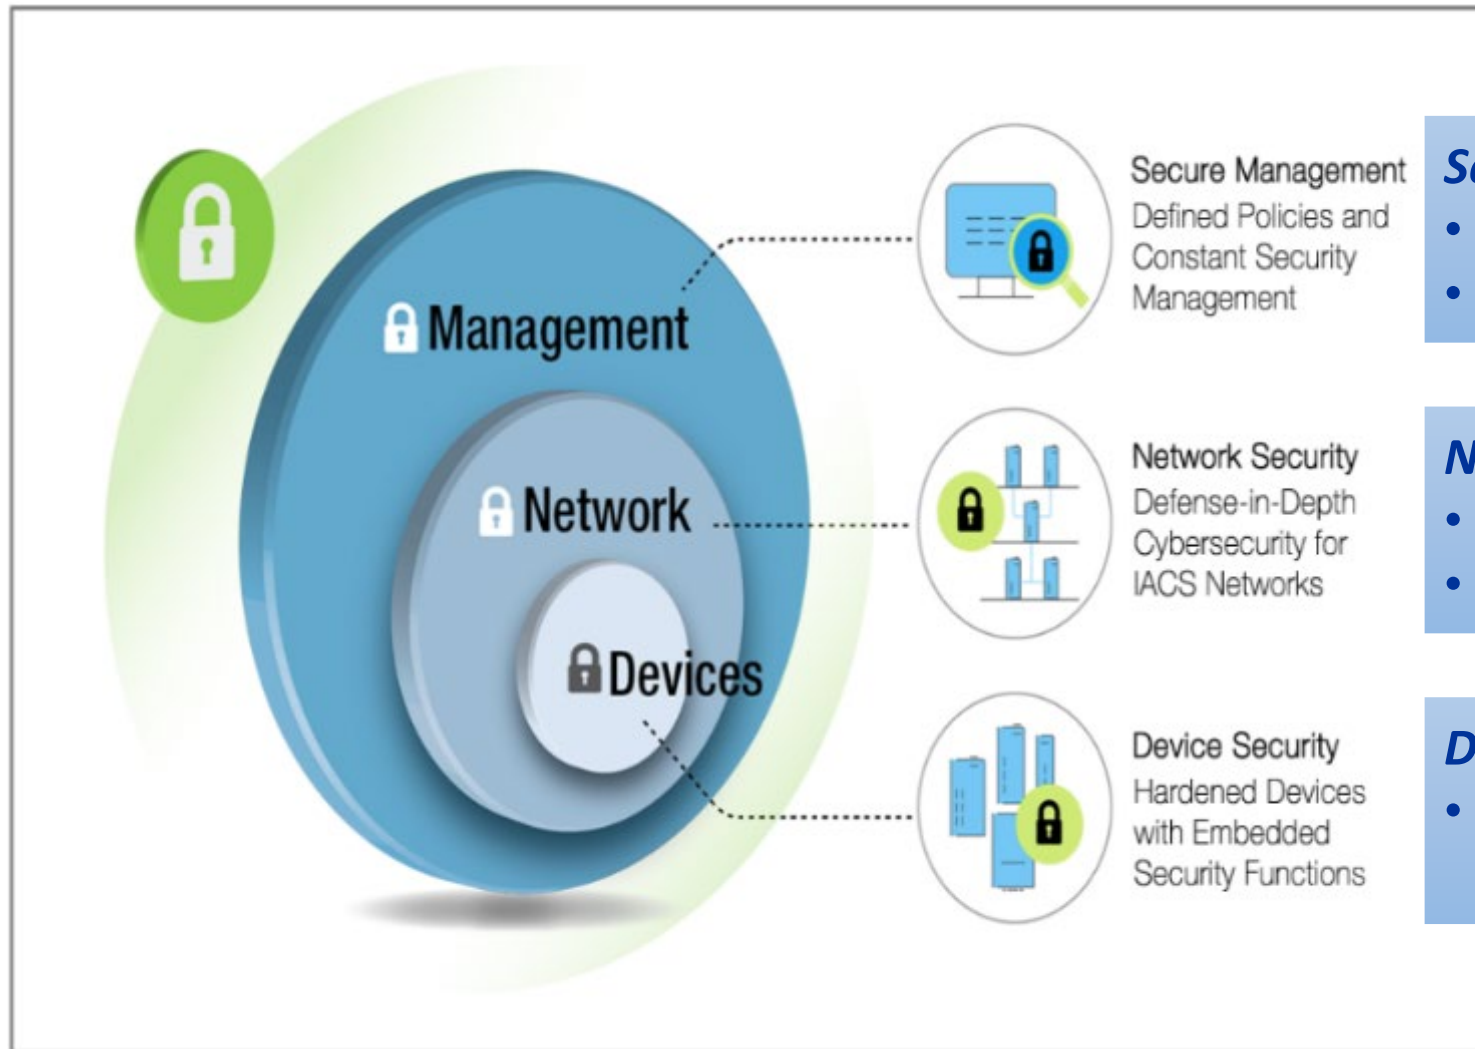 Management
Network
Devices
Secure Management
Defined Policies and
Constant Security
Management
Network Security
Defense-in-Depth
Cybersecurity for
IACS Networks
Device Security
Hardened Devices
with Embedded
Security Functions